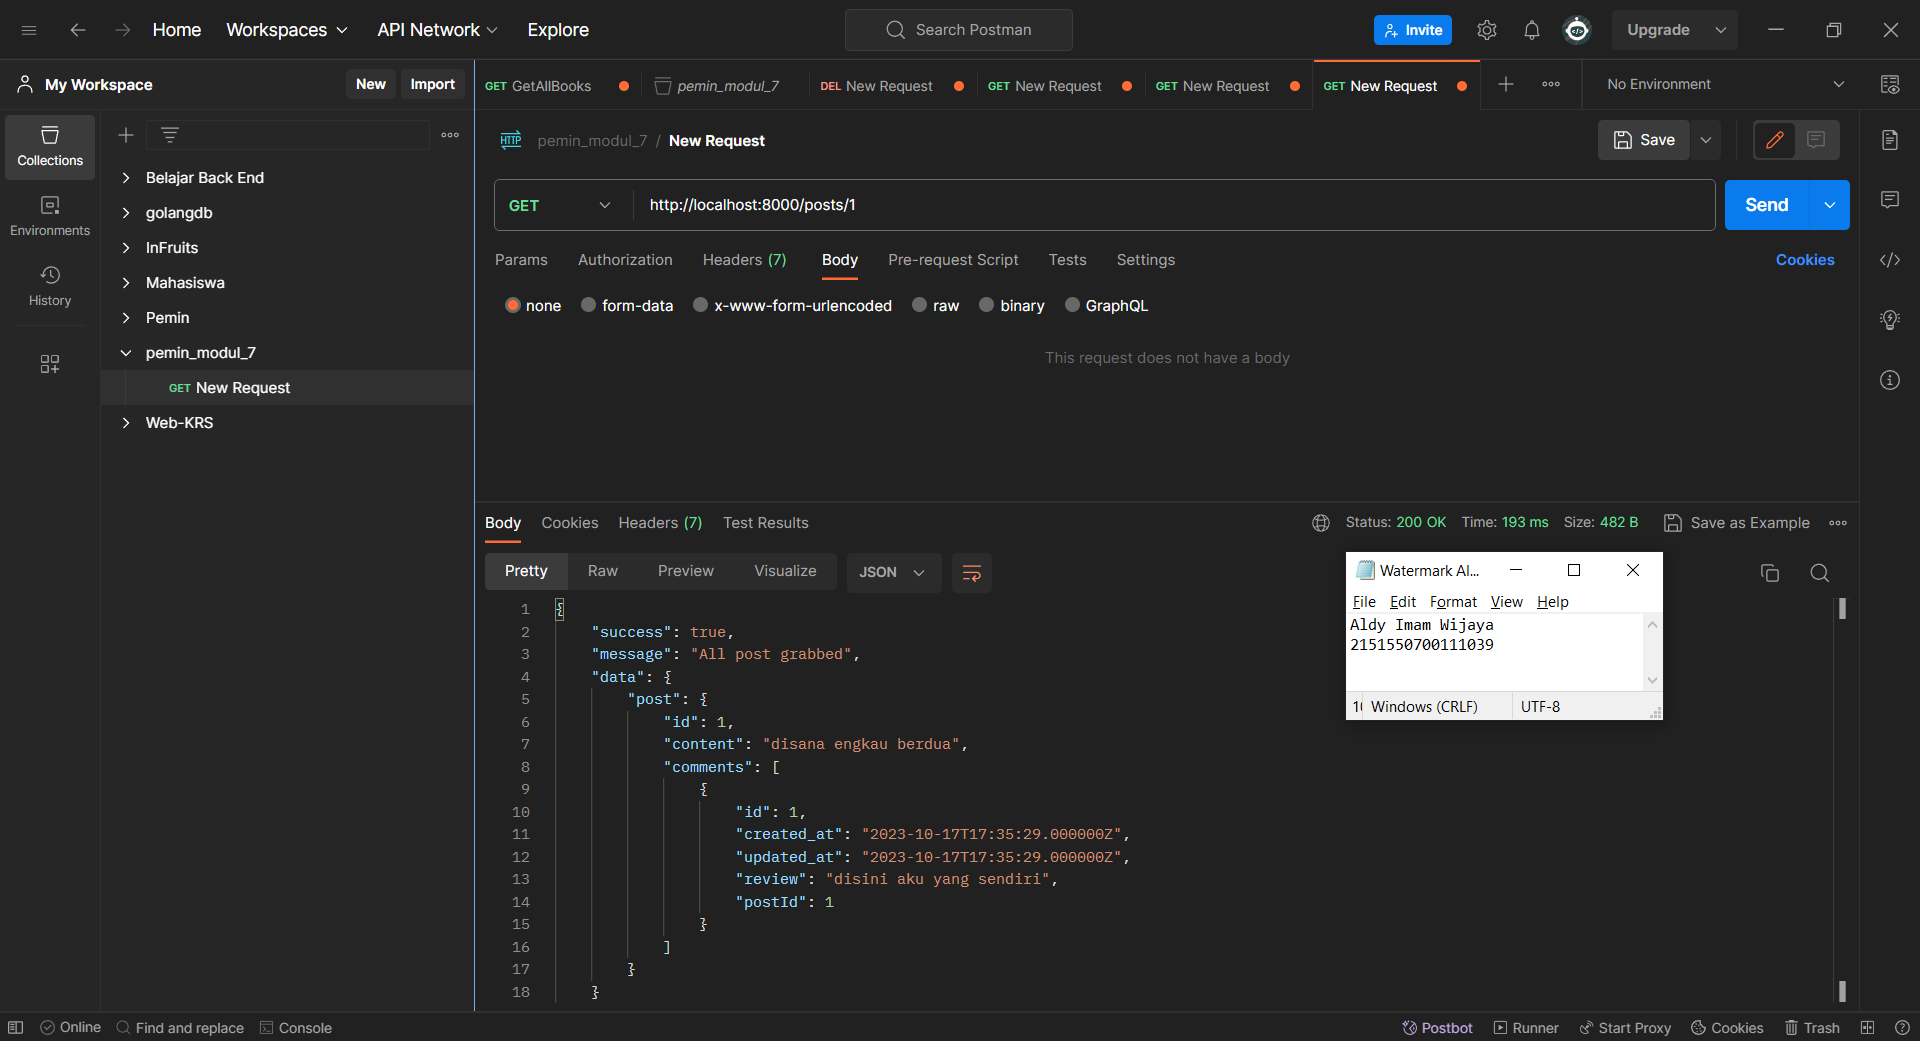 Home Workspaces API Network Explore Search Postman Invite Upgrade
My Workspace New Import
GET GetAllBooks pemin_modul_7 DEL New Request GET New Request GET New Request GET New Request No Environment
Collections
Environments
History
Belajar Back End
golangdb
InFruits
Mahasiswa
Pemin
pemin_modul_7
GET New Request
Web-KRS
HTTP pemin_modul_7 / New Request Save
GET http://localhost:8000/posts/1 Send
Params Authorization Headers (7) Body Pre-request Script Tests Settings Cookies
none form-data x-www-form-urlencoded raw binary GraphQL
This request does not have a body
Body Cookies Headers (7) Test Results Status: 200 OK Time: 193 ms Size: 482 B Save as Example
Pretty Raw Preview Visualize JSON
1 {
2 "success": true,
3 "message": "All post grabbed",
4 "data": {
5 "post": {
6 "id": 1,
7 "content": "disana engkau berdua",
8 "comments": [
9 {
10 "id": 1,
11 "created_at": "2023-10-17T17:35:29.000000Z",
12 "updated_at": "2023-10-17T17:35:29.000000Z",
13 "review": "disini aku yang sendiri",
14 "postId": 1
15 }
16 ]
17 }
18 }
Watermark Al...
File Edit Format View Help
Aldy Imam Wijaya
2151550700111039
Windows (CRLF) UTF-8
Online Find and replace Console Postbot Runner Start Proxy Cookies Trash